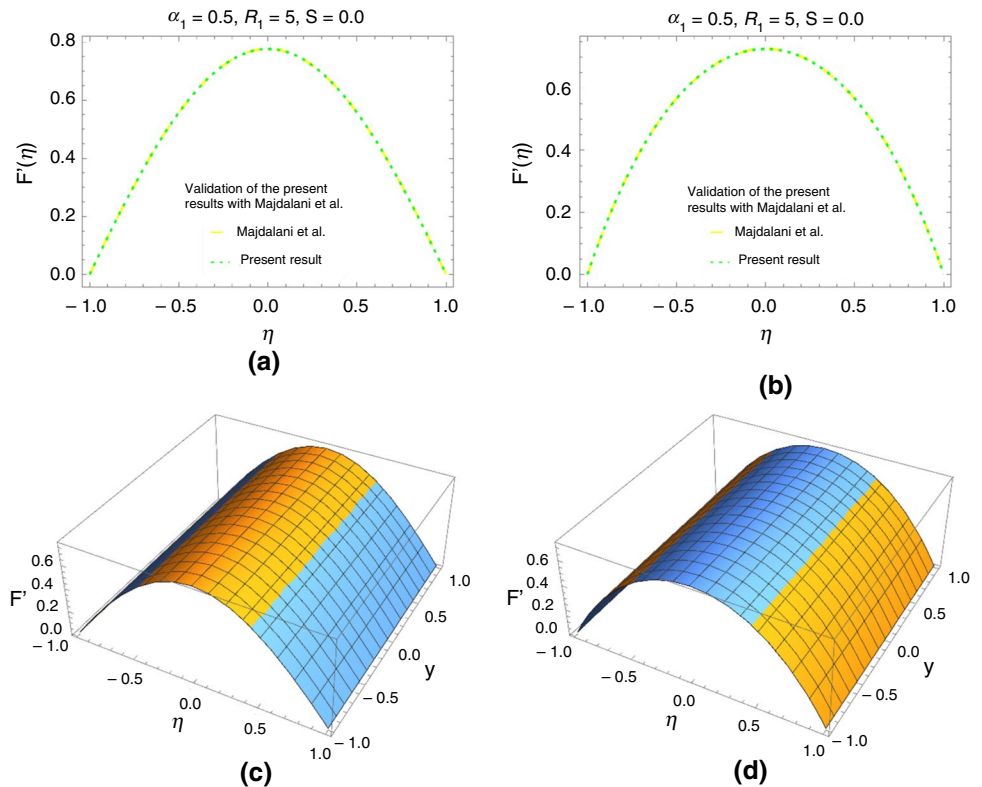 α1 = 0.5, R1 = 5, S = 0.0
0.8
0.6
0.4
0.2
0.0
F'(η)
Validation of the present
results with Majdalani et al.
Majdalani et al.
Present result
– 1.0
– 0.5
0.0
0.5
1.0
η
(a)
α1 = 0.5, R1 = 5, S = 0.0
0.6
0.4
0.2
0.0
F'(η)
Validation of the present
results with Majdalani et al.
Majdalani et al.
Present result
– 1.0
– 0.5
0.0
0.5
1.0
η
(b)
0.6
0.4
0.2
0.0
F'
– 1.0
– 0.5
0.0
0.5
1.0
η
– 1.0
– 0.5
0.0
0.5
1.0
y
(c)
0.6
0.4
0.2
0.0
F'
– 1.0
– 0.5
0.0
0.5
1.0
η
– 1.0
– 0.5
0.0
0.5
1.0
y
(d)